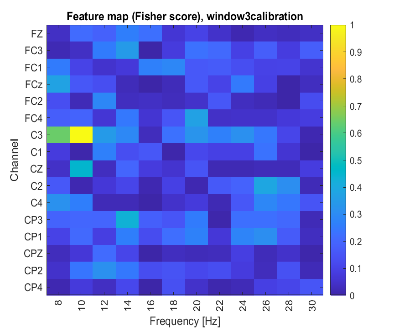 Feature map (Fisher score), window3calibration
Channel
FZ
FC3
FC1
FCz
FC2
FC4
C3
C1
CZ
C2
C4
CP3
CP1
CPZ
CP2
CP4
8 10 12 14 16 18 20 22 24 26 28 30
Frequency [Hz]
1
0.9
0.8
0.7
0.6
0.5
0.4
0.3
0.2
0.1
0